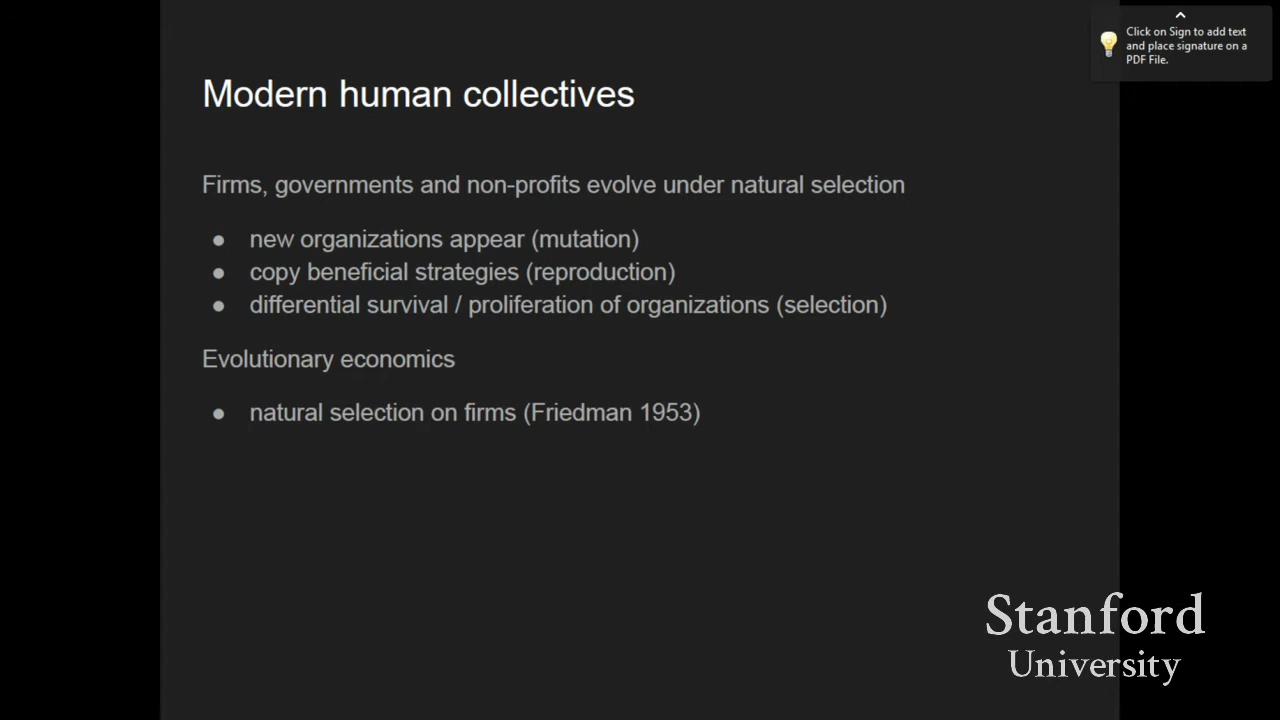 Click on Sign to add text
and place signature on a
PDF File.
Modern human collectives
Firms, governments and non-profits evolve under natural selection
● new organizations appear (mutation)
● copy beneficial strategies (reproduction)
● differential survival / proliferation of organizations (selection)
Evolutionary economics
● natural selection on firms (Friedman 1953)
Stanford
University